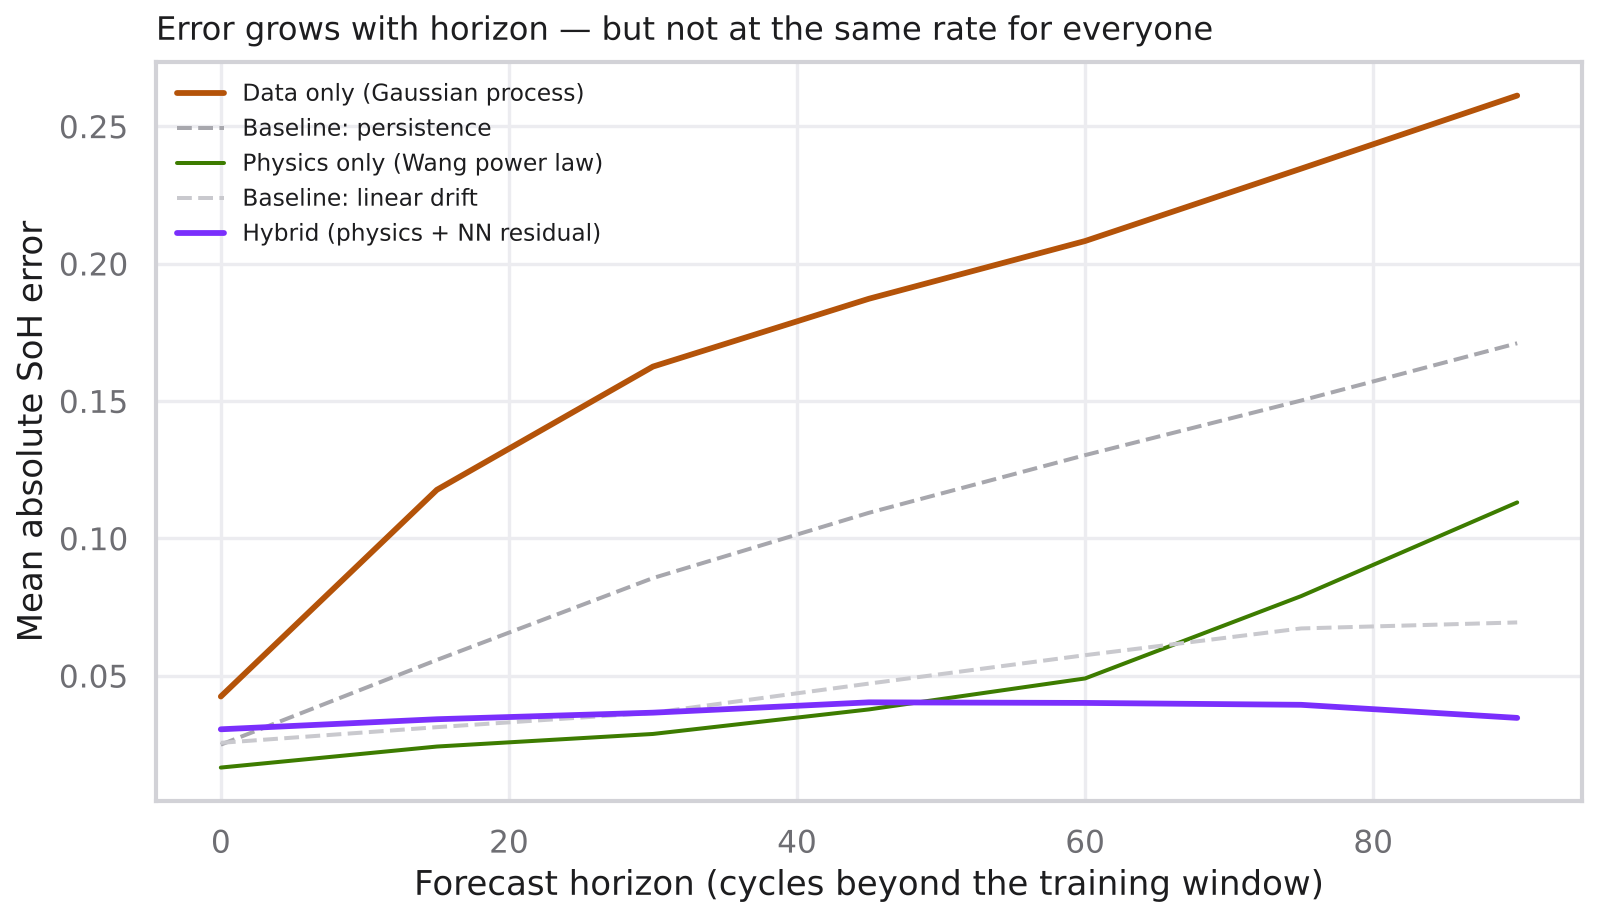 Error grows with horizon — but not at the same rate for everyone
Data only (Gaussian process)
Baseline: persistence
Physics only (Wang power law)
Baseline: linear drift
Hybrid (physics + NN residual)
Mean absolute SoH error
0.25
0.20
0.15
0.10
0.05
0 20 40 60 80
Forecast horizon (cycles beyond the training window)